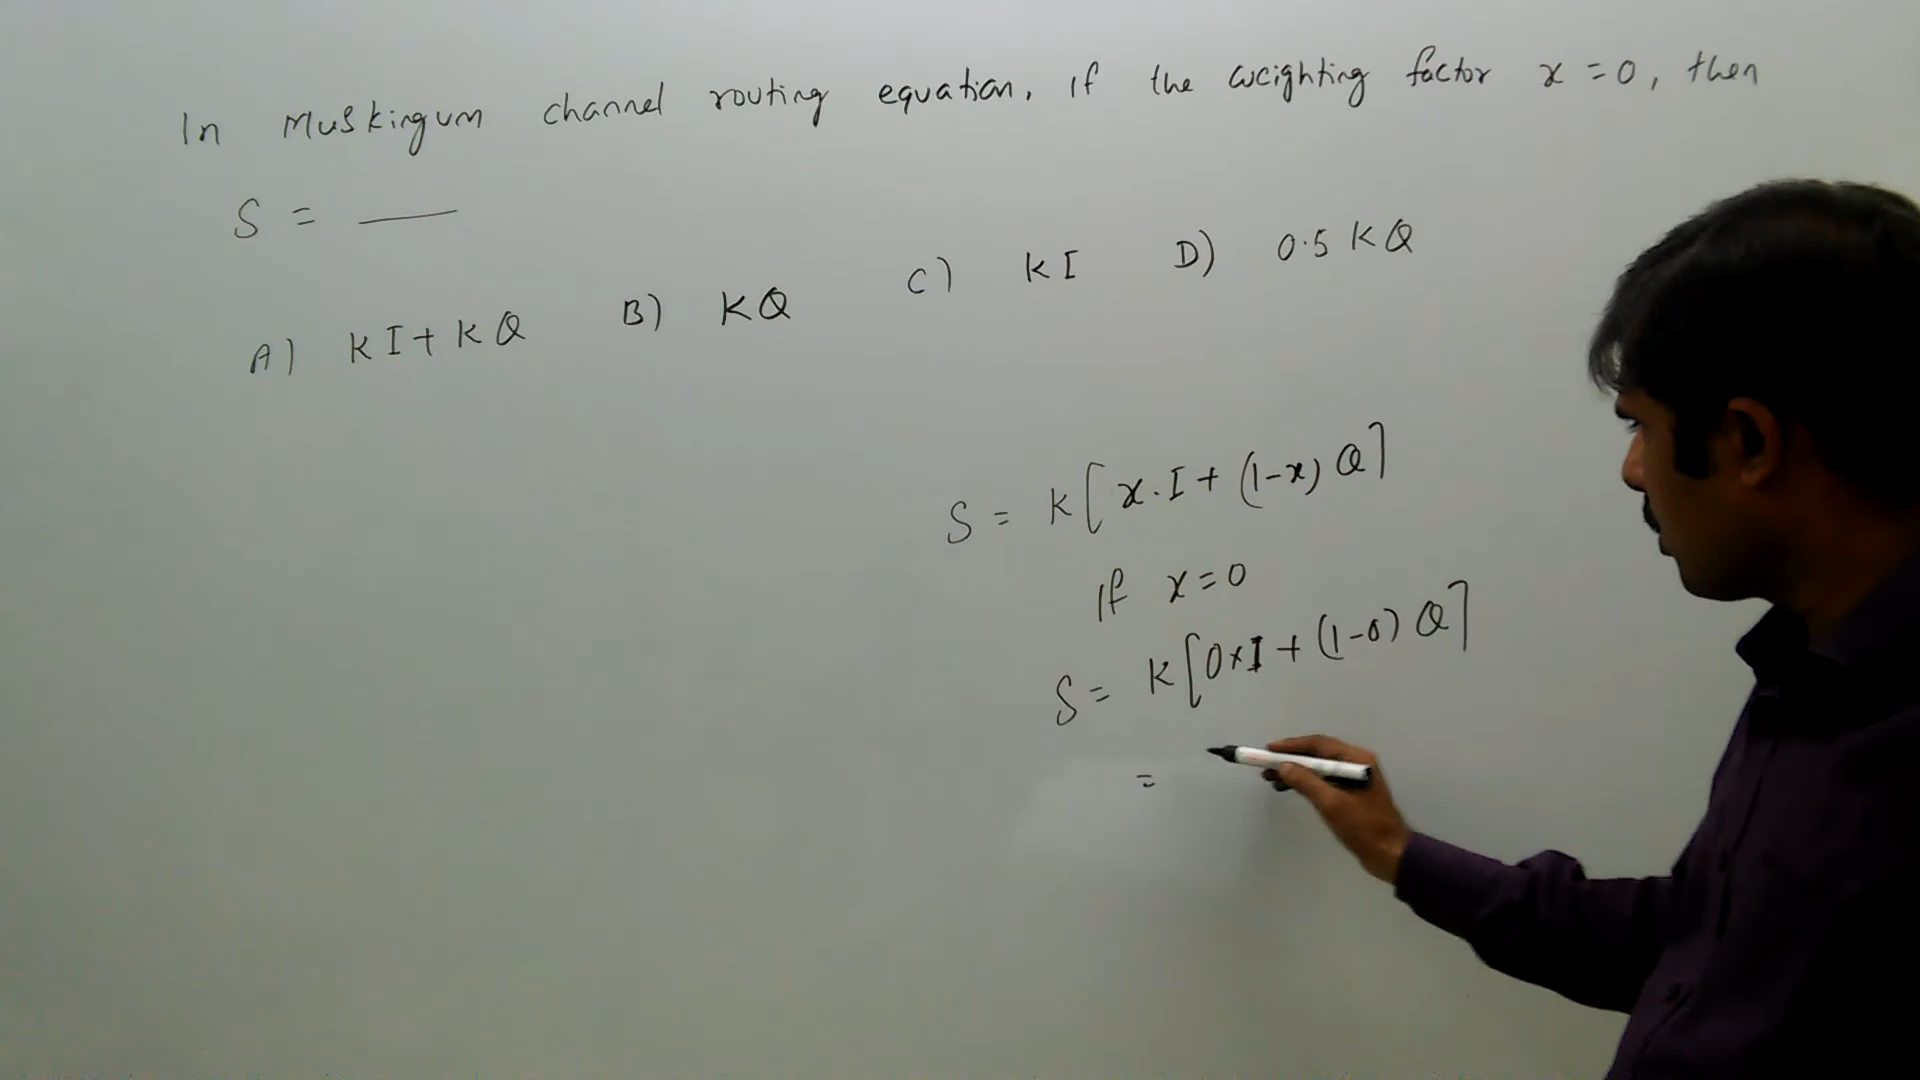 In Muskingum channel routing equation, If the weighting factor x = 0, then
S = ___
A) KI + KQ B) KQ C) KI D) 0.5 KQ
S = K[x.I + (1-x) Q]
If x = 0
S = K[0×I + (1-0) Q]
=